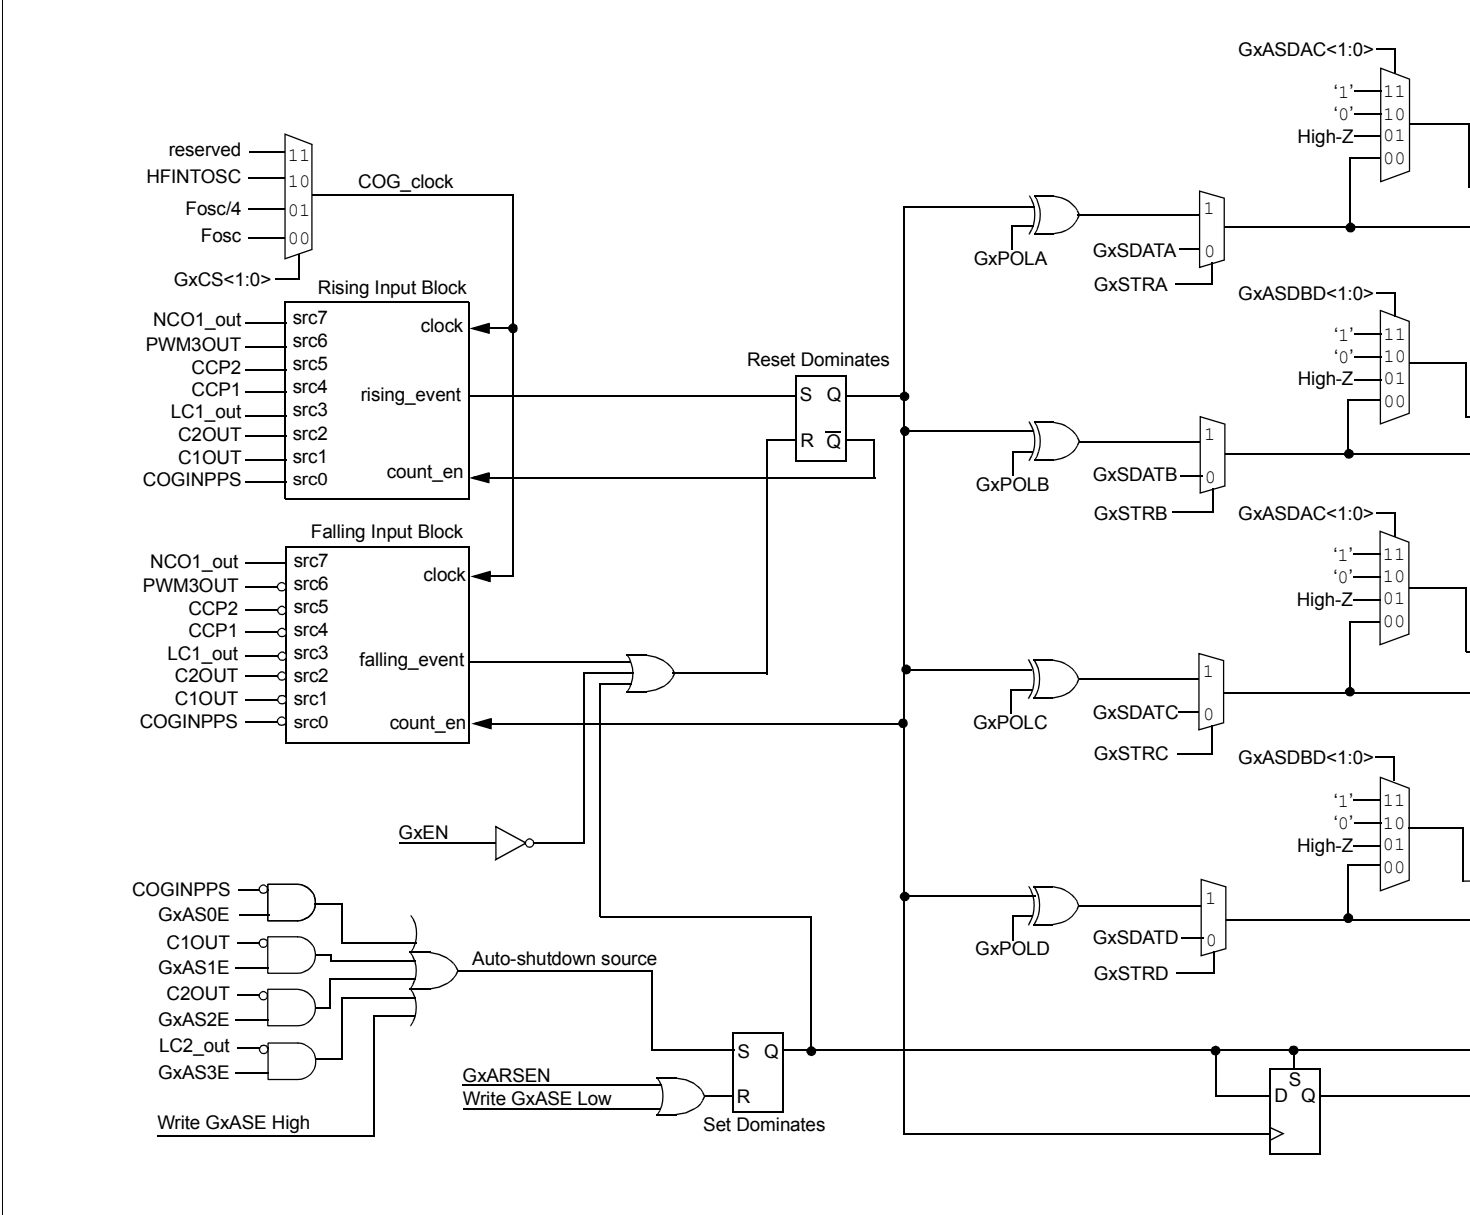 GxASDAC<1:0>
'1' 11
'0' 10
High-Z 01
00
reserved 11
HFINTOSC 10
Fosc/4 01
Fosc 00
GxCS<1:0>
COG_clock
Rising Input Block
NCO1_out src7
PWM3OUT src6
CCP2 src5
CCP1 src4
LC1_out src3
C2OUT src2
C1OUT src1
COGINPPS src0
clock
rising_event
count_en
Reset Dominates
S Q
R Q
Falling Input Block
NCO1_out src7
PWM3OUT src6
CCP2 src5
CCP1 src4
LC1_out src3
C2OUT src2
C1OUT src1
COGINPPS src0
clock
falling_event
count_en
GxEN
COGINPPS
GxAS0E
C1OUT
GxAS1E
C2OUT
GxAS2E
LC2_out
GxAS3E
Write GxASE High
Auto-shutdown source
GxARSEN
Write GxASE Low
S Q
R
Set Dominates
GxPOLA
1
GxSDATA 0
GxSTRA
GxASDBD<1:0>
'1' 11
'0' 10
High-Z 01
00
GxPOLB
1
GxSDATB 0
GxSTRB
GxASDAC<1:0>
'1' 11
'0' 10
High-Z 01
00
GxPOLC
1
GxSDATC 0
GxSTRC
GxASDBD<1:0>
'1' 11
'0' 10
High-Z 01
00
GxPOLD
1
GxSDATD 0
GxSTRD
S
D Q